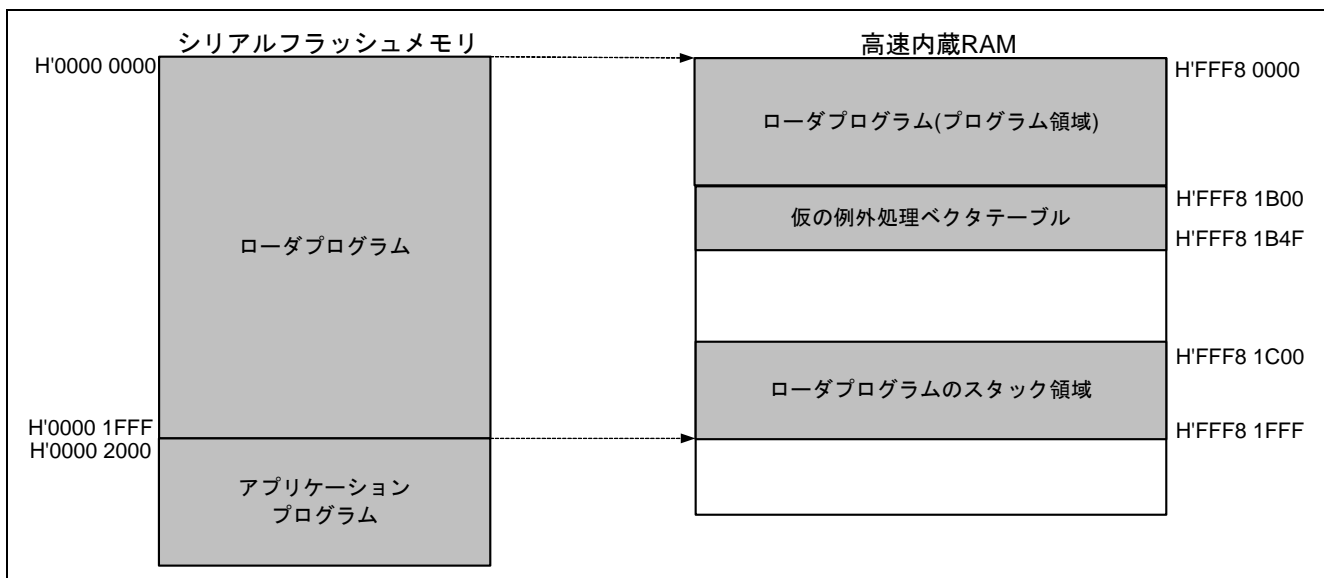 シリアルフラッシュメモリ
H'0000 0000
ローダプログラム
H'0000 1FFF
H'0000 2000
アプリケーション
プログラム
高速内蔵RAM
H'FFF8 0000
ローダプログラム(プログラム領域)
H'FFF8 1B00
仮の例外処理ベクタテーブル
H'FFF8 1B4F
H'FFF8 1C00
ローダプログラムのスタック領域
H'FFF8 1FFF